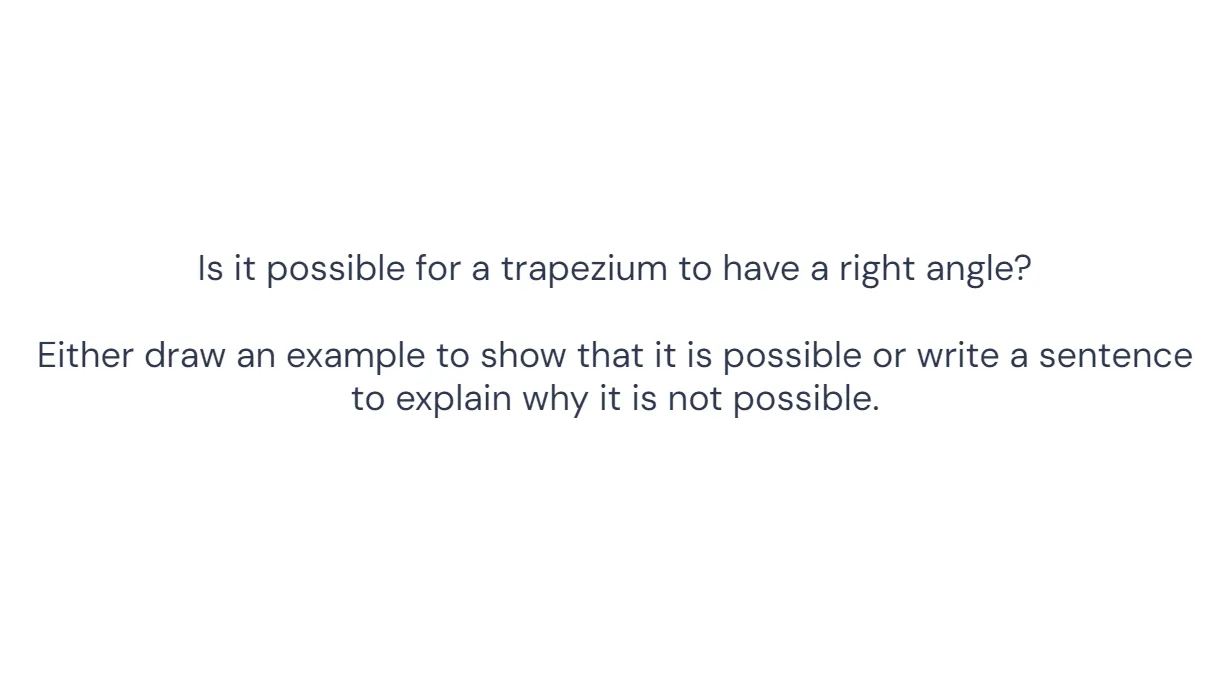 Is it possible for a trapezium to have a right angle?
Either draw an example to show that it is possible or write a sentence
to explain why it is not possible.